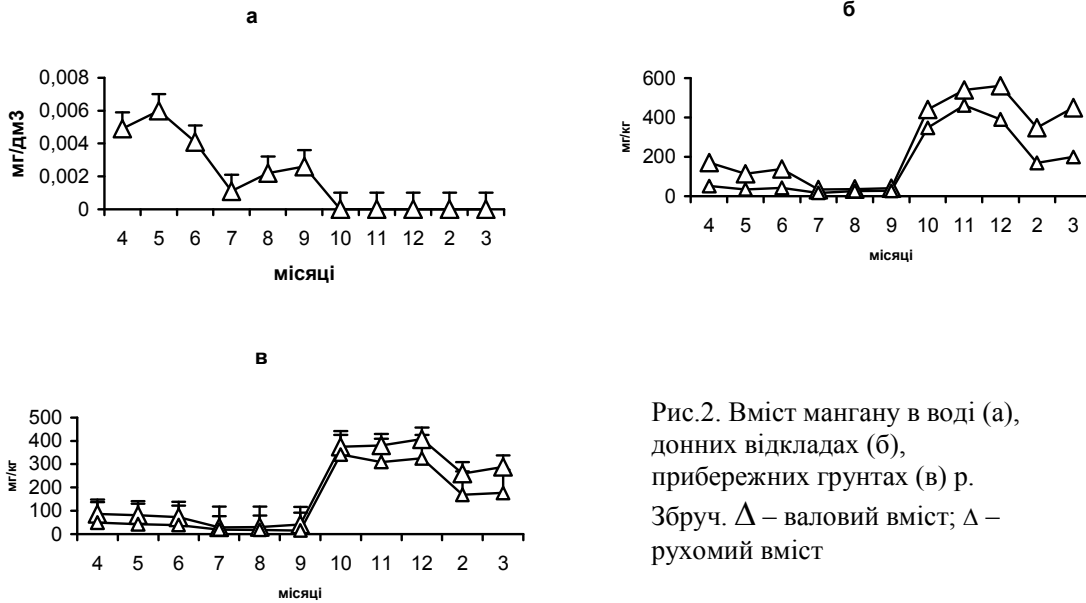 а
0,008
0,006
0,004
0,002
0
мг/дм3
4 5 6 7 8 9 10 11 12 2 3
місяці
б
600
400
200
0
мг/кг
4 5 6 7 8 9 10 11 12 2 3
місяці
в
500
400
300
200
100
0
мг/кг
4 5 6 7 8 9 10 11 12 2 3
місяці
Рис.2. Вміст мангану в воді (а),
донних відкладах (б),
прибережних грунтах (в) р.
Збруч. Δ – валовий вміст; Δ –
рухомий вміст